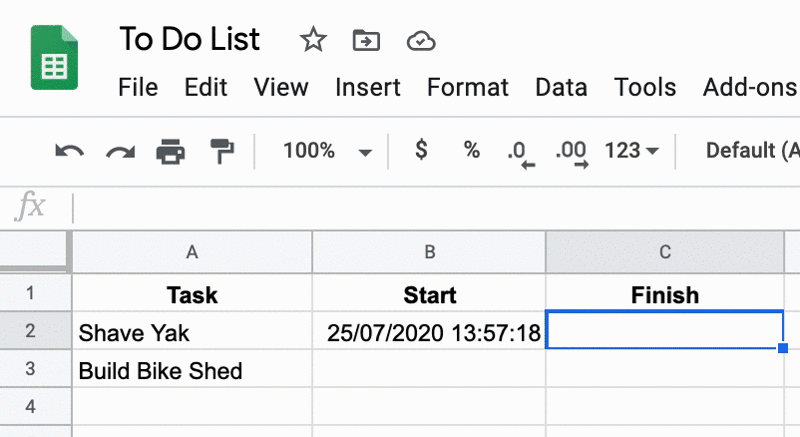 To Do List
File Edit View Insert Format Data Tools Add-ons
100% $ % .0 .00 123 Default (A
fx
A B C
1 Task Start Finish
2 Shave Yak 25/07/2020 13:57:18
3 Build Bike Shed
4